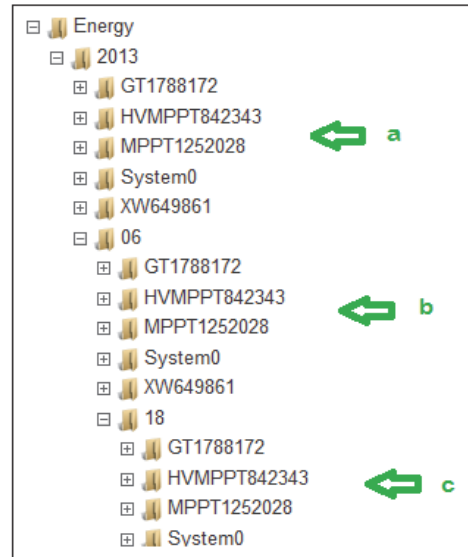 Energy
2013
GT1788172
HVMPPT842343
MPPT1252028
a
System0
XW649861
06
GT1788172
HVMPPT842343
b
MPPT1252028
System0
XW649861
18
GT1788172
HVMPPT842343
c
MPPT1252028
System0